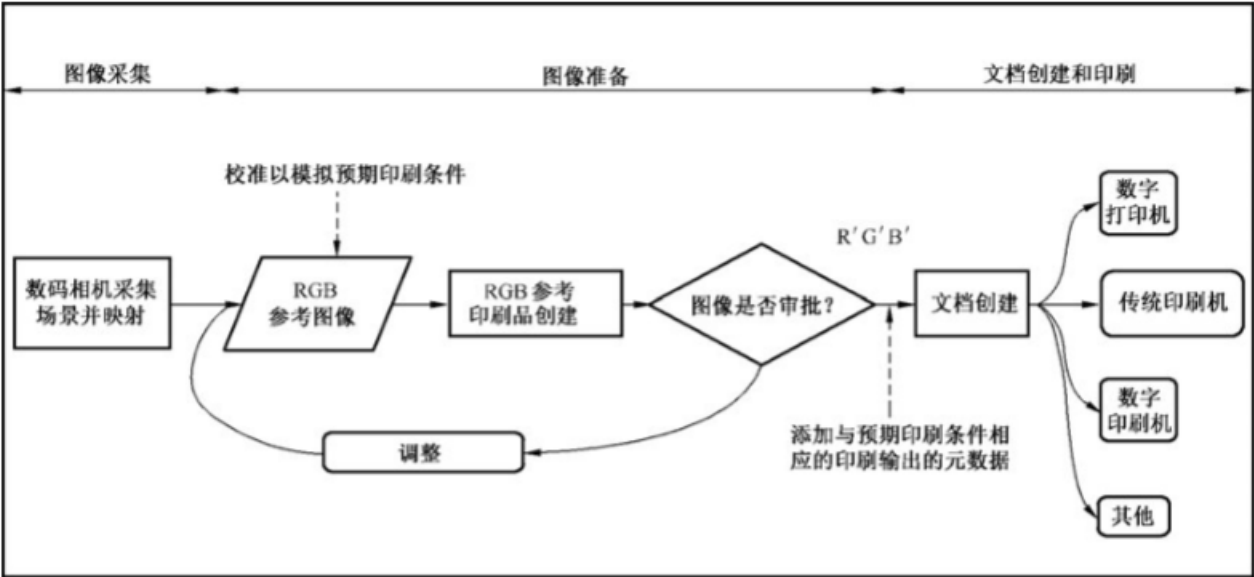 图像采集
图像准备
文档创建和印刷
校准以模拟预期印刷条件
数码相机采集
场景并映射
RGB
参考图像
RGB 参考
印刷品创建
图像是否审批?
R′G′B′
文档创建
数字
打印机
传统印刷机
数字
印刷机
其他
调整
添加与预期印刷条件相
应的印刷输出的元数据